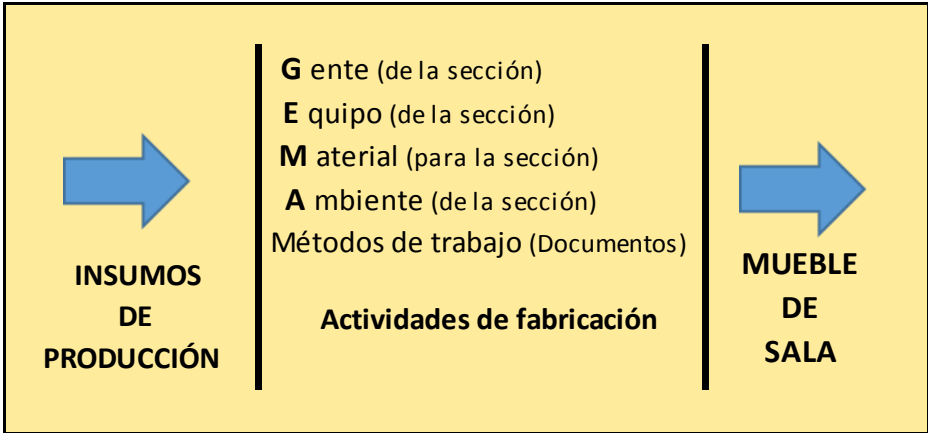 G ente (de la sección)
E quipo (de la sección)
M aterial (para la sección)
A mbiente (de la sección)
Métodos de trabajo (Documentos)
Actividades de fabricación
INSUMOS
DE
PRODUCCIÓN
MUEBLE
DE
SALA